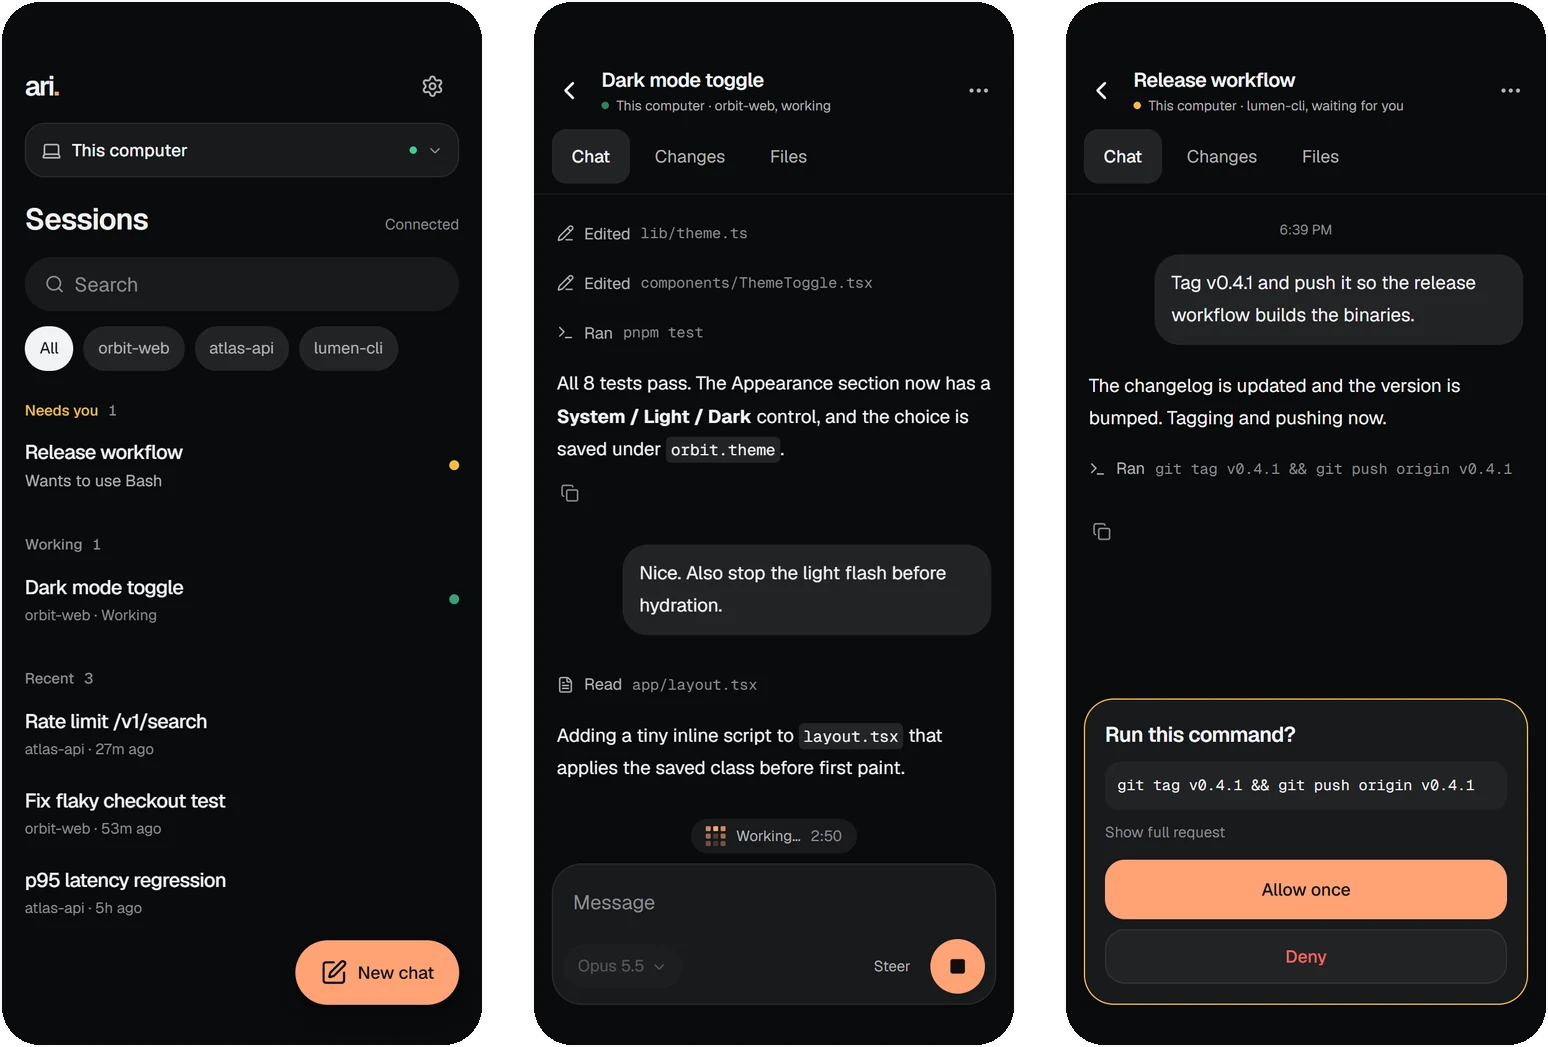 ari.
This computer
Sessions
Connected
Search
All
orbit-web
atlas-api
lumen-cli
Needs you 1
Release workflow
Wants to use Bash
Working 1
Dark mode toggle
orbit-web · Working
Recent 3
Rate limit /v1/search
atlas-api · 27m ago
Fix flaky checkout test
orbit-web · 53m ago
p95 latency regression
atlas-api · 5h ago
New chat
Dark mode toggle
This computer · orbit-web, working
Chat
Changes
Files
Edited lib/theme.ts
Edited components/ThemeToggle.tsx
Ran pnpm test
All 8 tests pass. The Appearance section now has a
System / Light / Dark control, and the choice is
saved under orbit.theme.
Nice. Also stop the light flash before
hydration.
Read app/layout.tsx
Adding a tiny inline script to layout.tsx that
applies the saved class before first paint.
Working... 2:50
Message
Opus 5.5
Steer
Release workflow
This computer · lumen-cli, waiting for you
Chat
Changes
Files
6:39 PM
Tag v0.4.1 and push it so the release
workflow builds the binaries.
The changelog is updated and the version is
bumped. Tagging and pushing now.
Ran git tag v0.4.1 && git push origin v0.4.1
Run this command?
git tag v0.4.1 && git push origin v0.4.1
Show full request
Allow once
Deny